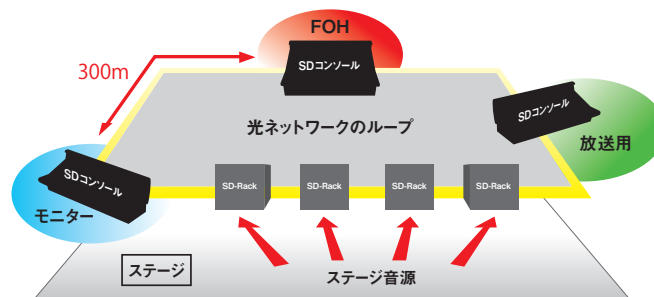 FOH
SDコンソール
300m
SDコンソール
光ネットワークのループ
放送用
SDコンソール
SD-Rack
SD-Rack
SD-Rack
SD-Rack
モニター
ステージ
ステージ音源